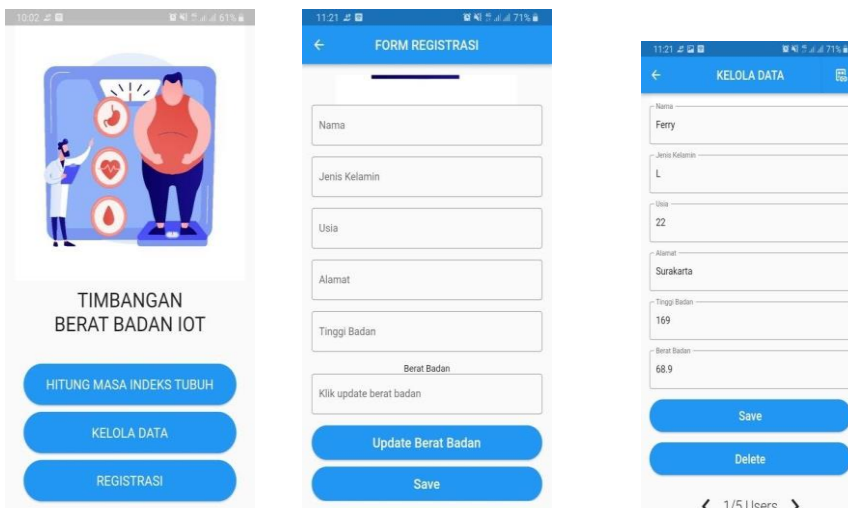 10:02 61%
TIMBANGAN
BERAT BADAN IOT
HITUNG MASA INDEKS TUBUH
KELOLA DATA
REGISTRASI
11:21 71%
FORM REGISTRASI
Nama
Jenis Kelamin
Usia
Alamat
Tinggi Badan
Berat Badan
Klik update berat badan
Update Berat Badan
Save
11:21 71%
KELOLA DATA
Nama
Ferry
Jenis Kelamin
L
Usia
22
Alamat
Surakarta
Tinggi Badan
169
Berat Badan
68.9
Save
Delete
1/5 Users